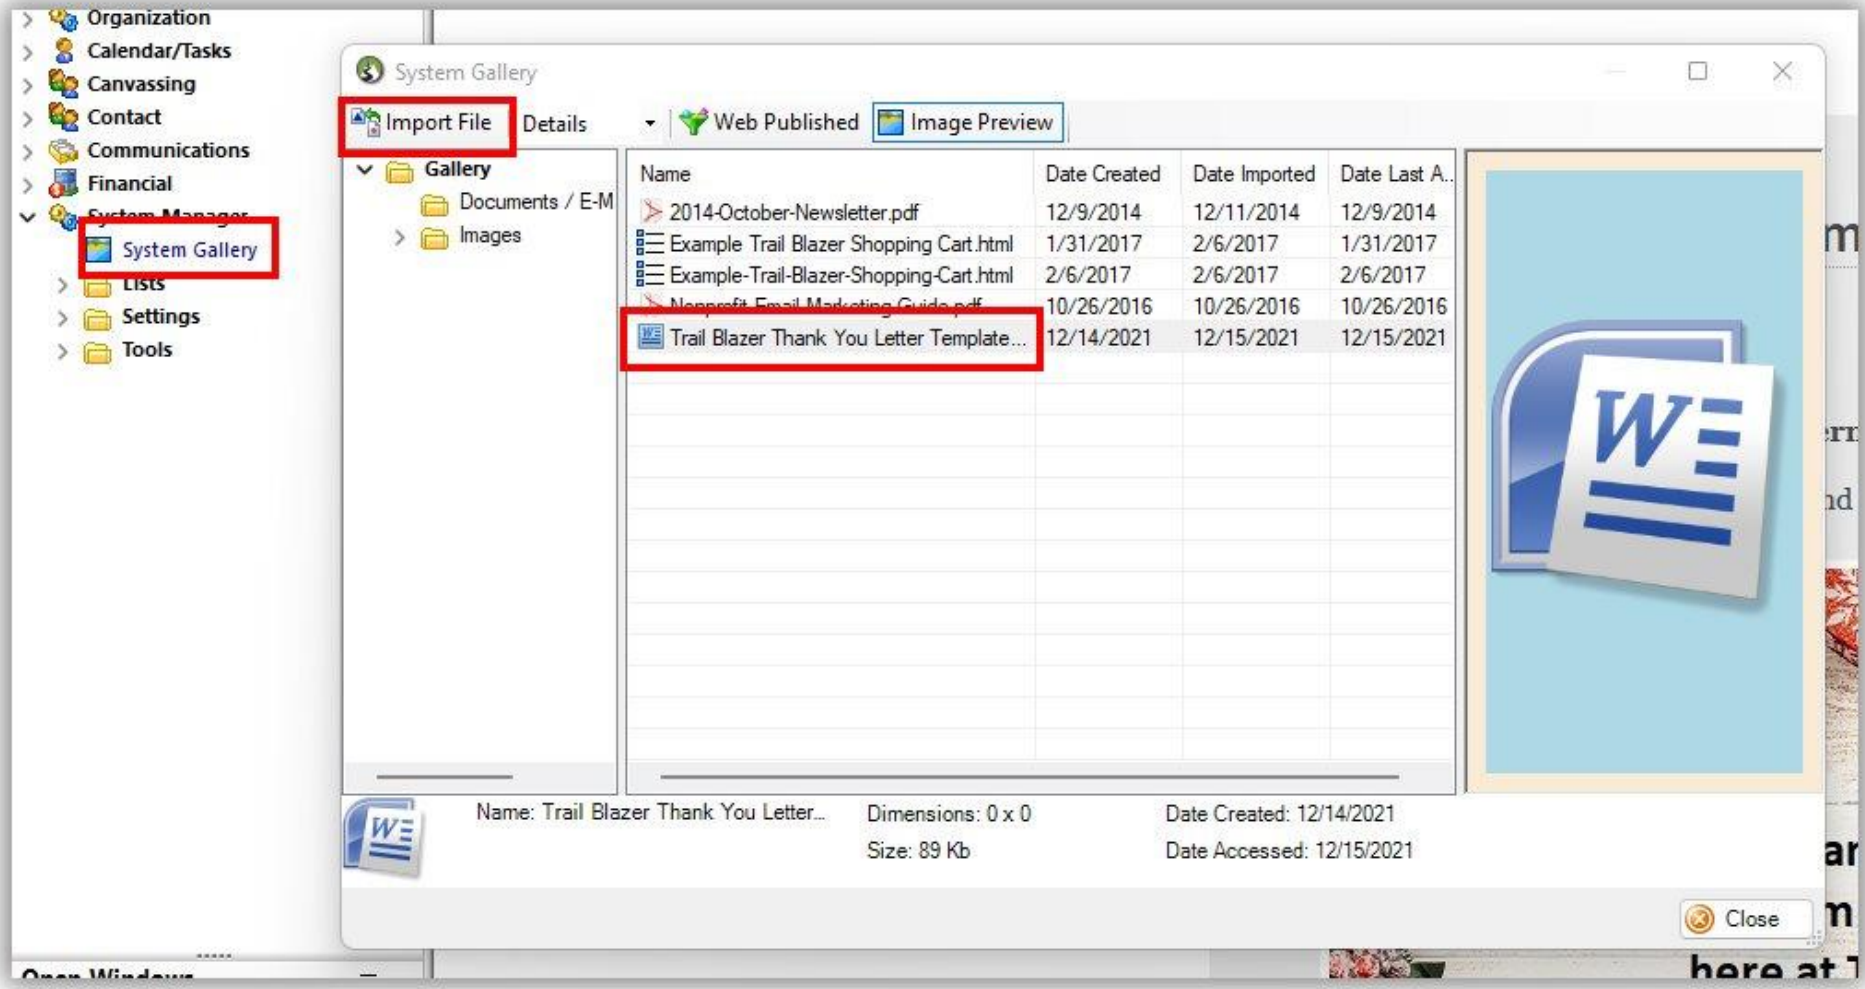 Organization
Calendar/Tasks
Canvassing
Contact
Communications
Financial
System Manager
System Gallery
Lists
Settings
Tools
Open Windows
System Gallery
Import File Details Web Published Image Preview
Gallery
Documents / E-M
Images
Name Date Created Date Imported Date Last A..
2014-October-Newsletter.pdf 12/9/2014 12/11/2014 12/9/2014
Example Trail Blazer Shopping Cart.html 1/31/2017 2/6/2017 1/31/2017
Example-Trail-Blazer-Shopping-Cart.html 2/6/2017 2/6/2017 2/6/2017
Nonprofit-Email-Marketing-Guide.pdf 10/26/2016 10/26/2016 10/26/2016
Trail Blazer Thank You Letter Template... 12/14/2021 12/15/2021 12/15/2021
Name: Trail Blazer Thank You Letter... Dimensions: 0 x 0 Date Created: 12/14/2021
Size: 89 Kb Date Accessed: 12/15/2021
Close
here at T